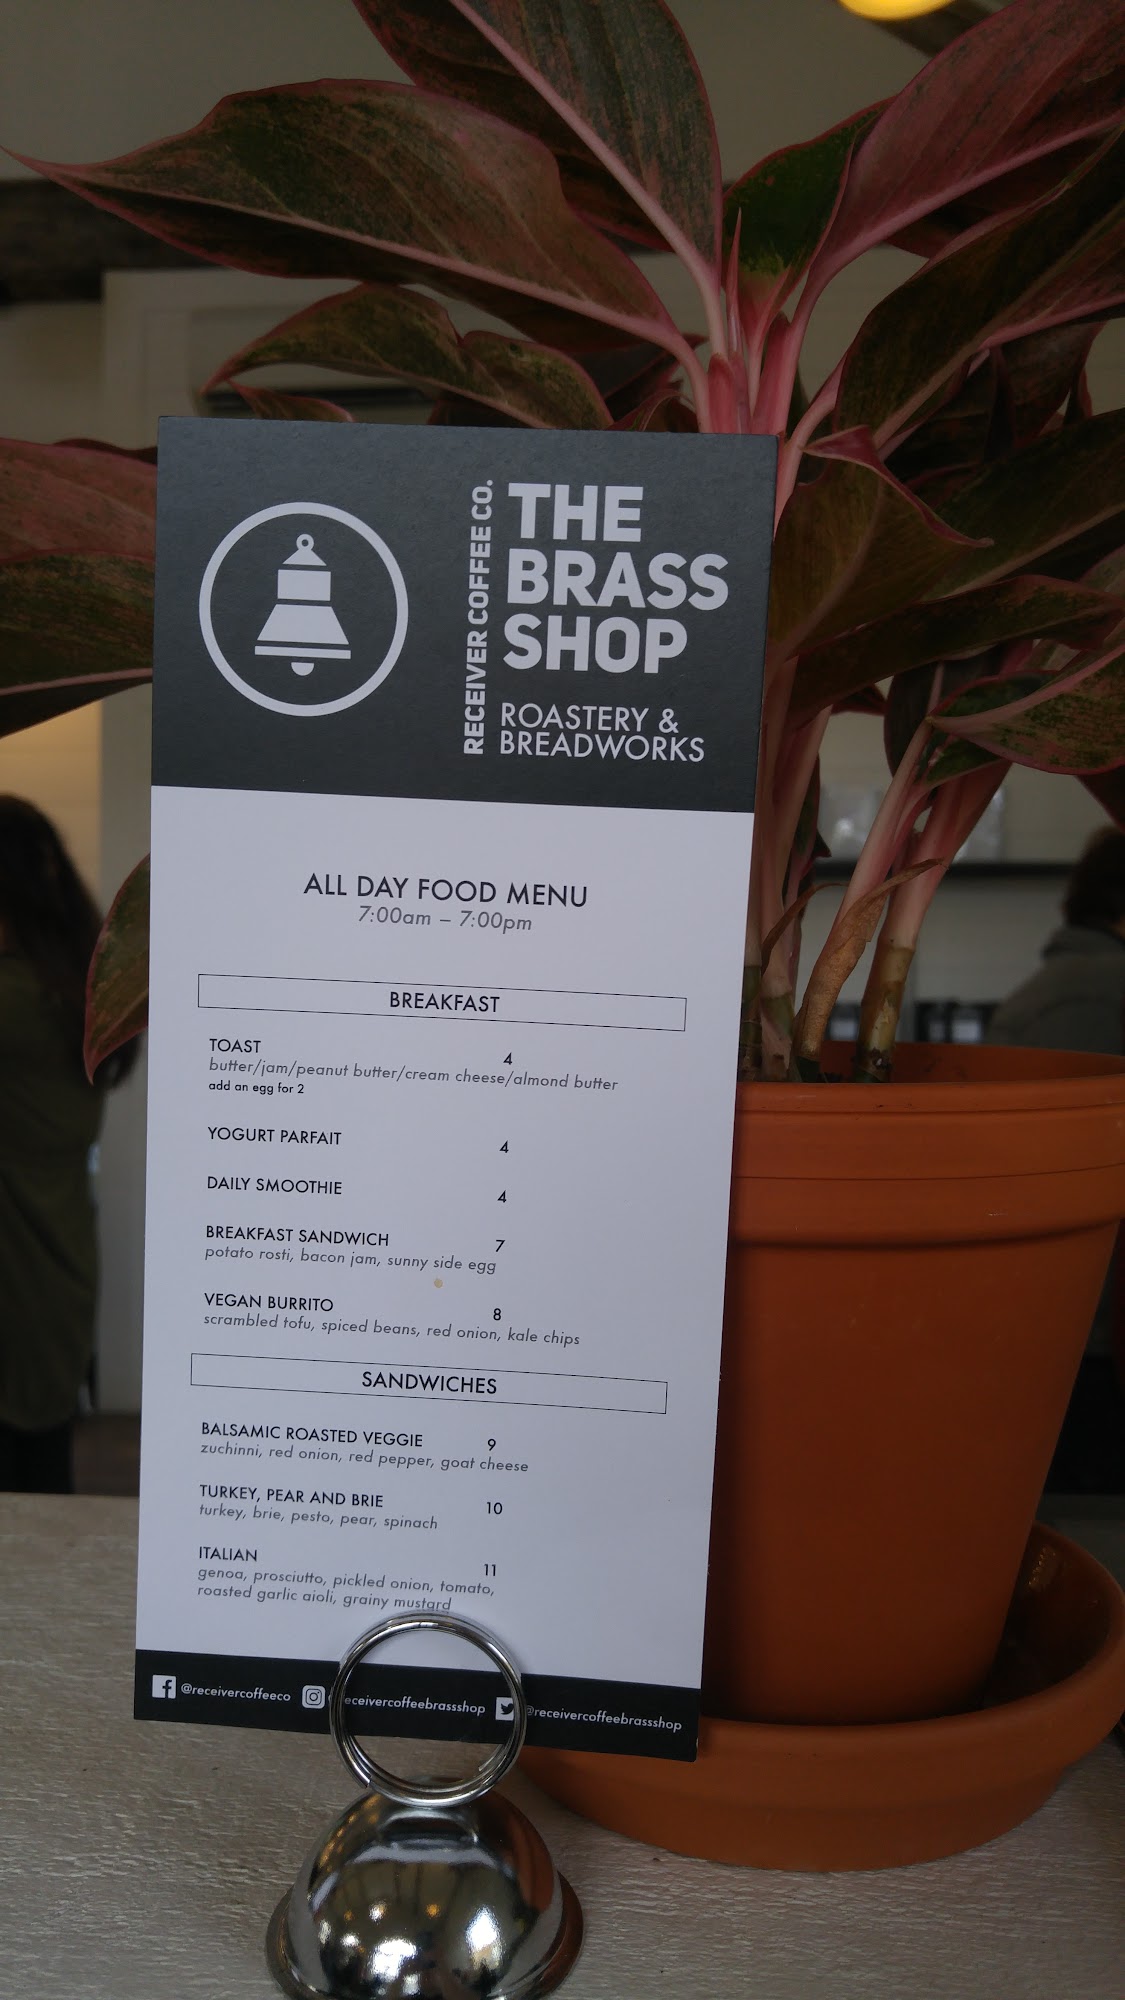 RECEIVER COFFEE CO.
THE
BRASS
SHOP
ROASTERY &
BREADWORKS
ALL DAY FOOD MENU
7:00am – 7:00pm
BREAKFAST
TOAST 4
butter/jam/peanut butter/cream cheese/almond butter
add an egg for 2
YOGURT PARFAIT 4
DAILY SMOOTHIE 4
BREAKFAST SANDWICH 7
potato rosti, bacon jam, sunny side egg
VEGAN BURRITO 8
scrambled tofu, spiced beans, red onion, kale chips
SANDWICHES
BALSAMIC ROASTED VEGGIE 9
zuchinni, red onion, red pepper, goat cheese
TURKEY, PEAR AND BRIE 10
turkey, brie, pesto, pear, spinach
ITALIAN 11
genoa, prosciutto, pickled onion, tomato,
roasted garlic aioli, grainy mustard
@receivercoffeeco eceivercoffeebrassshop @receivercoffeebrassshop